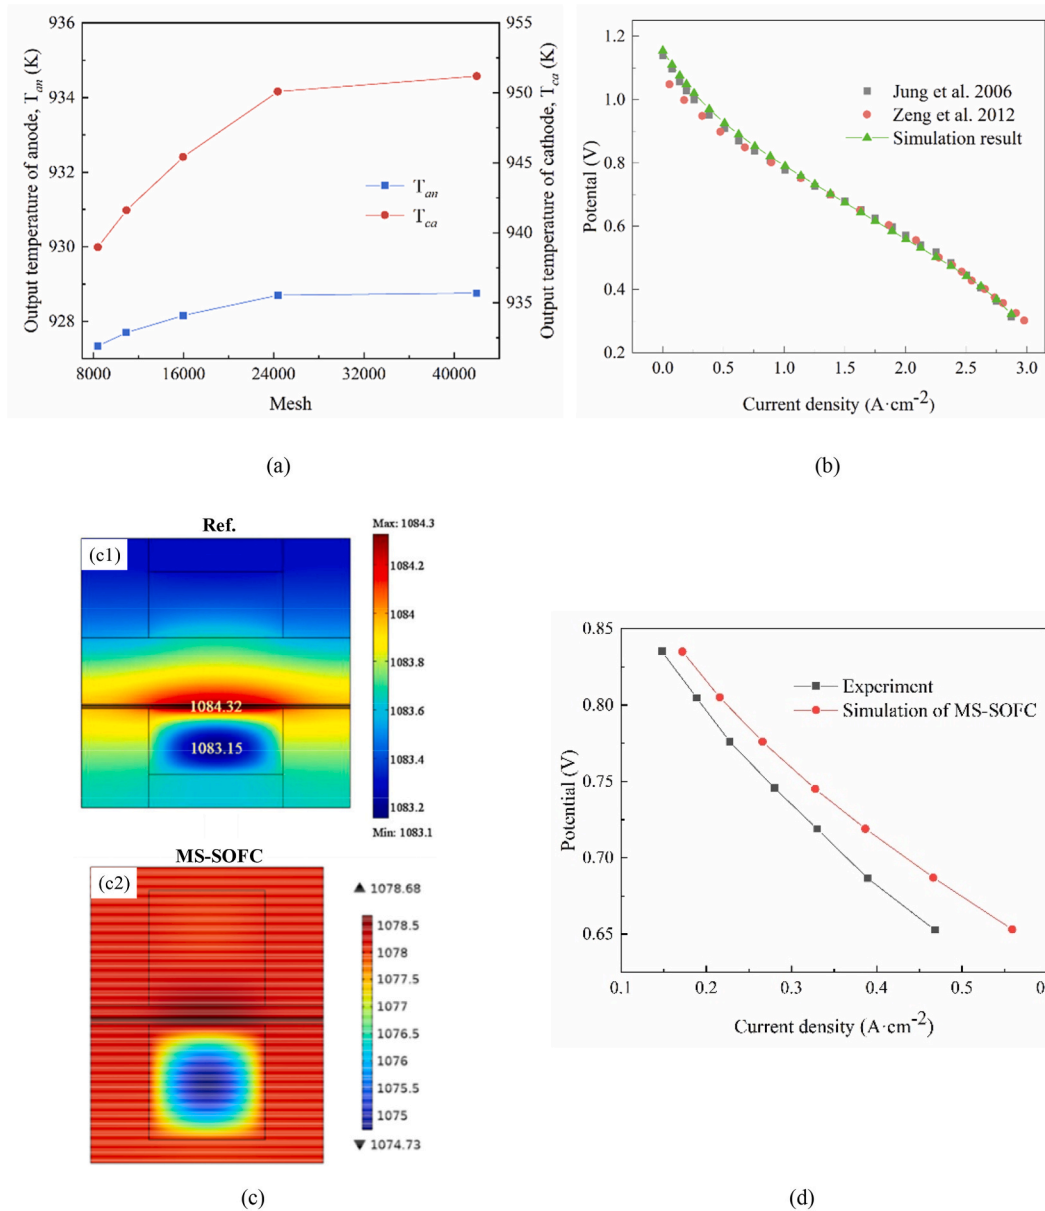 936
934
932
930
928
Output temperature of anode, Tan (K)
955
950
945
940
935
Output temperature of cathode, Tca (K)
Tan
Tca
8000 16000 24000 32000 40000
Mesh
(a)
1.2
1.0
0.8
0.6
0.4
0.2
Potental (V)
Jung et al. 2006
Zeng et al. 2012
Simulation result
0.0 0.5 1.0 1.5 2.0 2.5 3.0
Current density (A·cm-2)
(b)
Ref.
(c1)
Max: 1084.3
1084.2
1084
1083.8
1083.6
1083.4
1083.2
Min: 1083.1
1084.32
1083.15
MS-SOFC
(c2)
1078.68
1078.5
1078
1077.5
1077
1076.5
1076
1075.5
1075
1074.73
(c)
0.85
0.80
0.75
0.70
0.65
Potential (V)
Experiment
Simulation of MS-SOFC
0.1 0.2 0.3 0.4 0.5 0
Current density (A·cm-2)
(d)